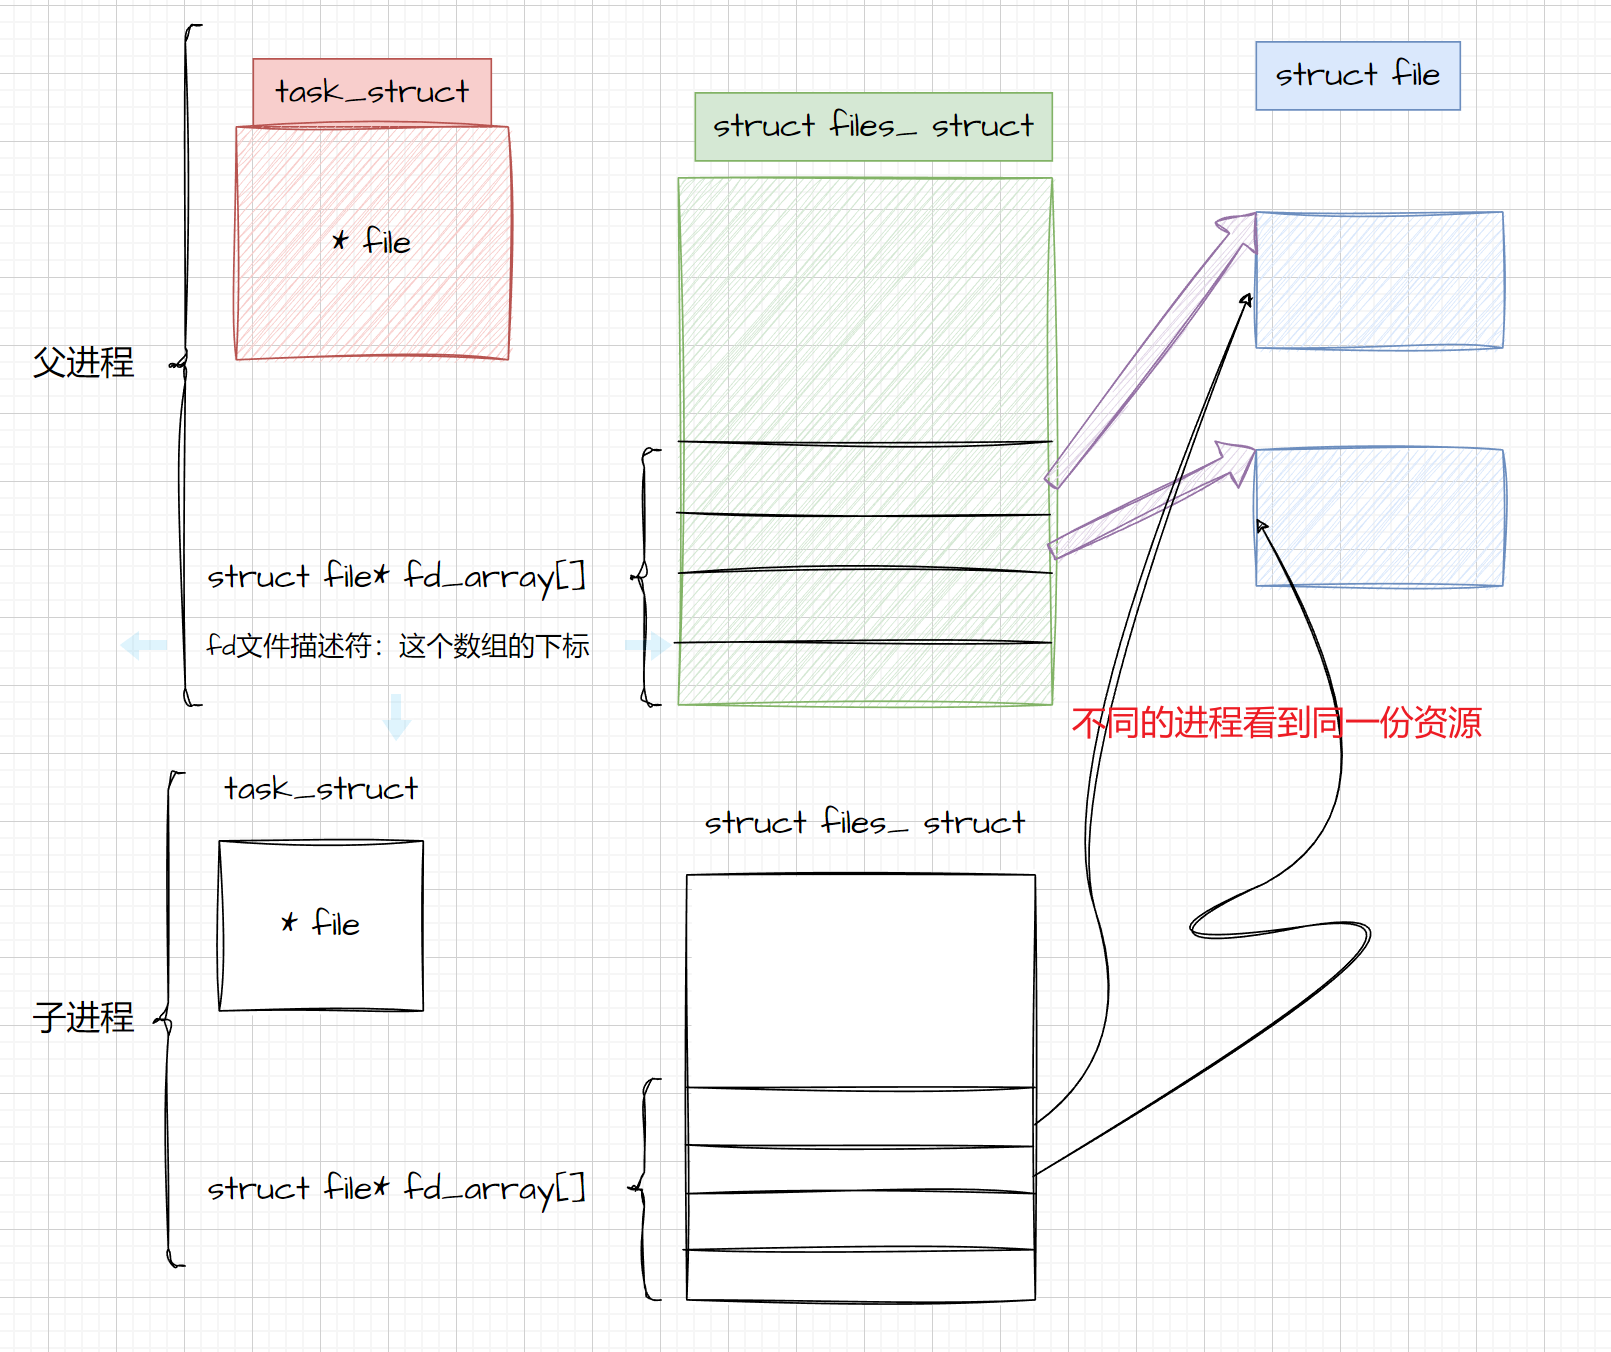 task_struct
struct files_ struct
struct file
* file
父进程
struct file* fd_array[]
fd文件描述符：这个数组的下标
不同的进程看到同一份资源
task_struct
struct files_ struct
* file
子进程
struct file* fd_array[]